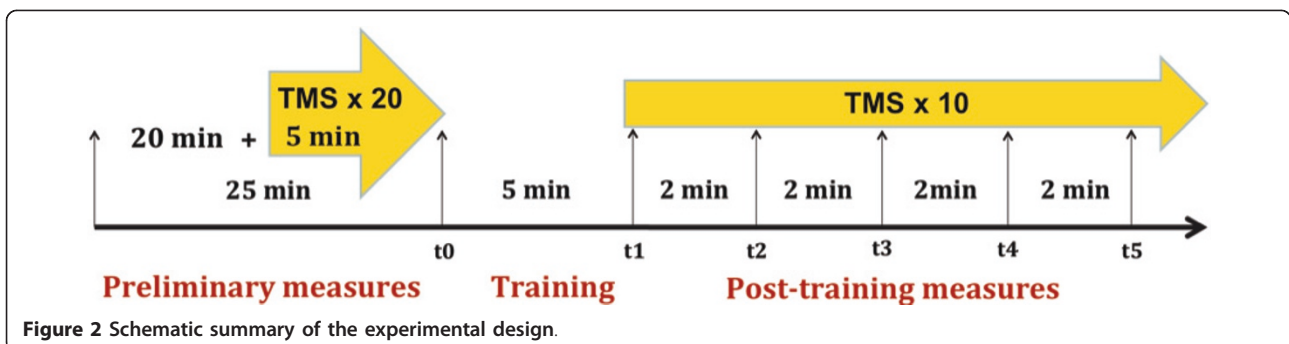 TMS x 20
TMS x 10
20 min + 5 min
25 min 5 min 2 min 2 min 2min 2 min
t0 t1 t2 t3 t4 t5
Preliminary measures Training Post-training measures
Figure 2 Schematic summary of the experimental design.